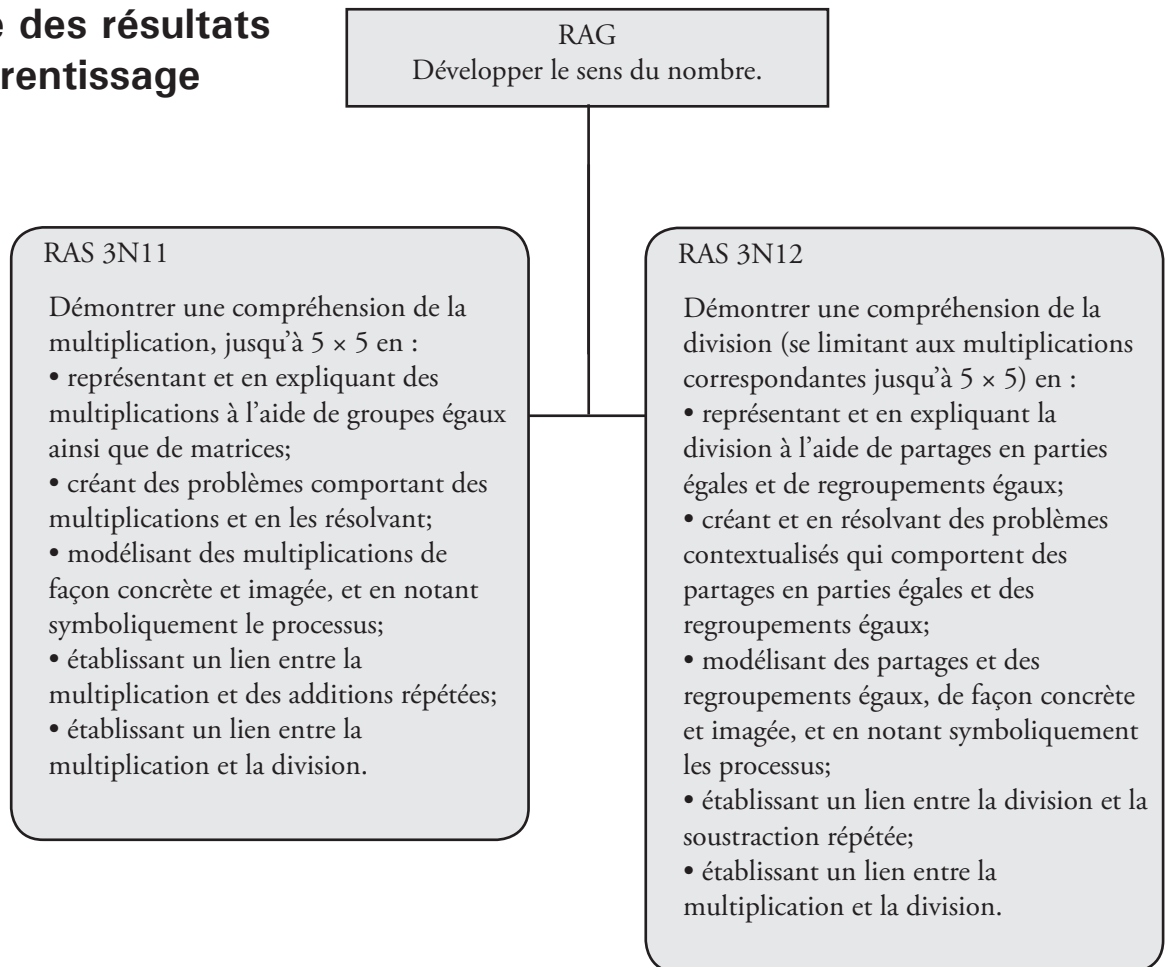 des résultats
rentissage
RAG
Développer le sens du nombre.
RAS 3N11
Démontrer une compréhension de la
multiplication, jusqu'à 5 × 5 en :
• représentant et en expliquant des
multiplications à l'aide de groupes égaux
ainsi que de matrices;
• créant des problèmes comportant des
multiplications et en les résolvant;
• modélisant des multiplications de
façon concrète et imagée, et en notant
symboliquement le processus;
• établissant un lien entre la
multiplication et des additions répétées;
• établissant un lien entre la
multiplication et la division.
RAS 3N12
Démontrer une compréhension de la
division (se limitant aux multiplications
correspondantes jusqu'à 5 × 5) en :
• représentant et en expliquant la
division à l'aide de partages en parties
égales et de regroupements égaux;
• créant et en résolvant des problèmes
contextualisés qui comportent des
partages en parties égales et des
regroupements égaux;
• modélisant des partages et des
regroupements égaux, de façon concrète
et imagée, et en notant symboliquement
les processus;
• établissant un lien entre la division et la
soustraction répétée;
• établissant un lien entre la
multiplication et la division.